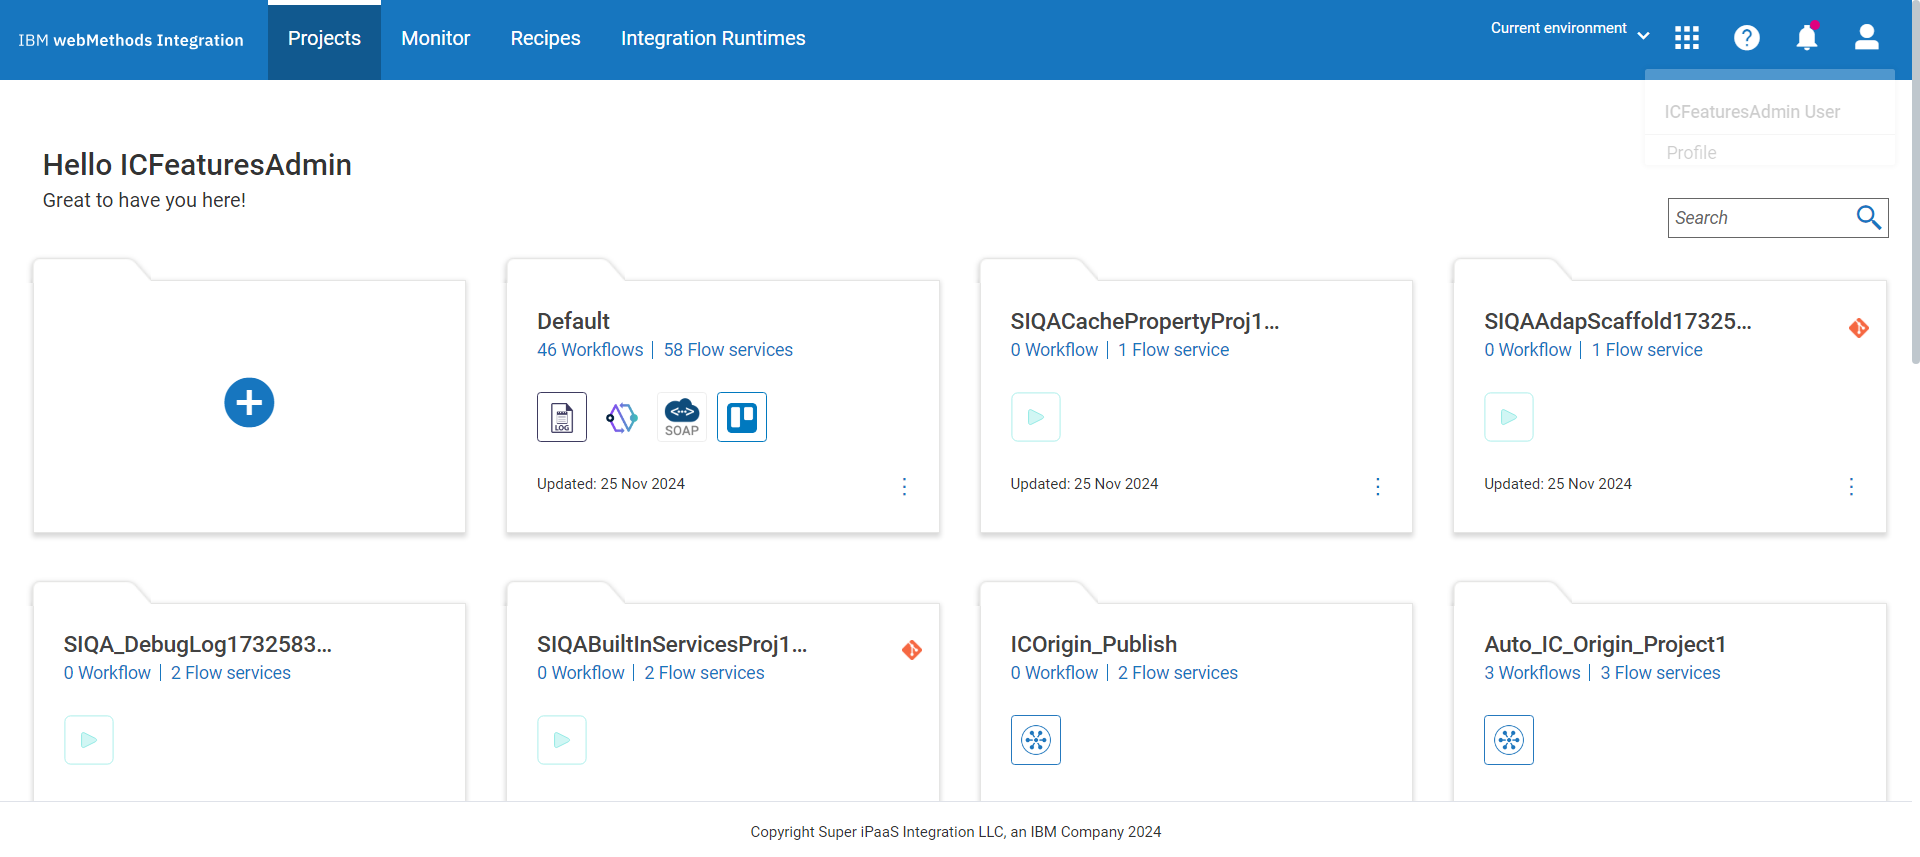 IBM webMethods Integration
Projects
Monitor
Recipes
Integration Runtimes
Current environment
ICFeaturesAdmin User
Profile
Hello ICFeaturesAdmin
Great to have you here!
Search
Default
46 Workflows | 58 Flow services
LOG
SOAP
Updated: 25 Nov 2024
SIQACachePropertyProj1...
0 Workflow | 1 Flow service
Updated: 25 Nov 2024
SIQAAdapScaffold17325...
0 Workflow | 1 Flow service
Updated: 25 Nov 2024
SIQA_DebugLog1732583...
0 Workflow | 2 Flow services
SIQABuiltInServicesProj1...
0 Workflow | 2 Flow services
ICOrigin_Publish
0 Workflow | 2 Flow services
Auto_IC_Origin_Project1
3 Workflows | 3 Flow services
Copyright Super iPaaS Integration LLC, an IBM Company 2024